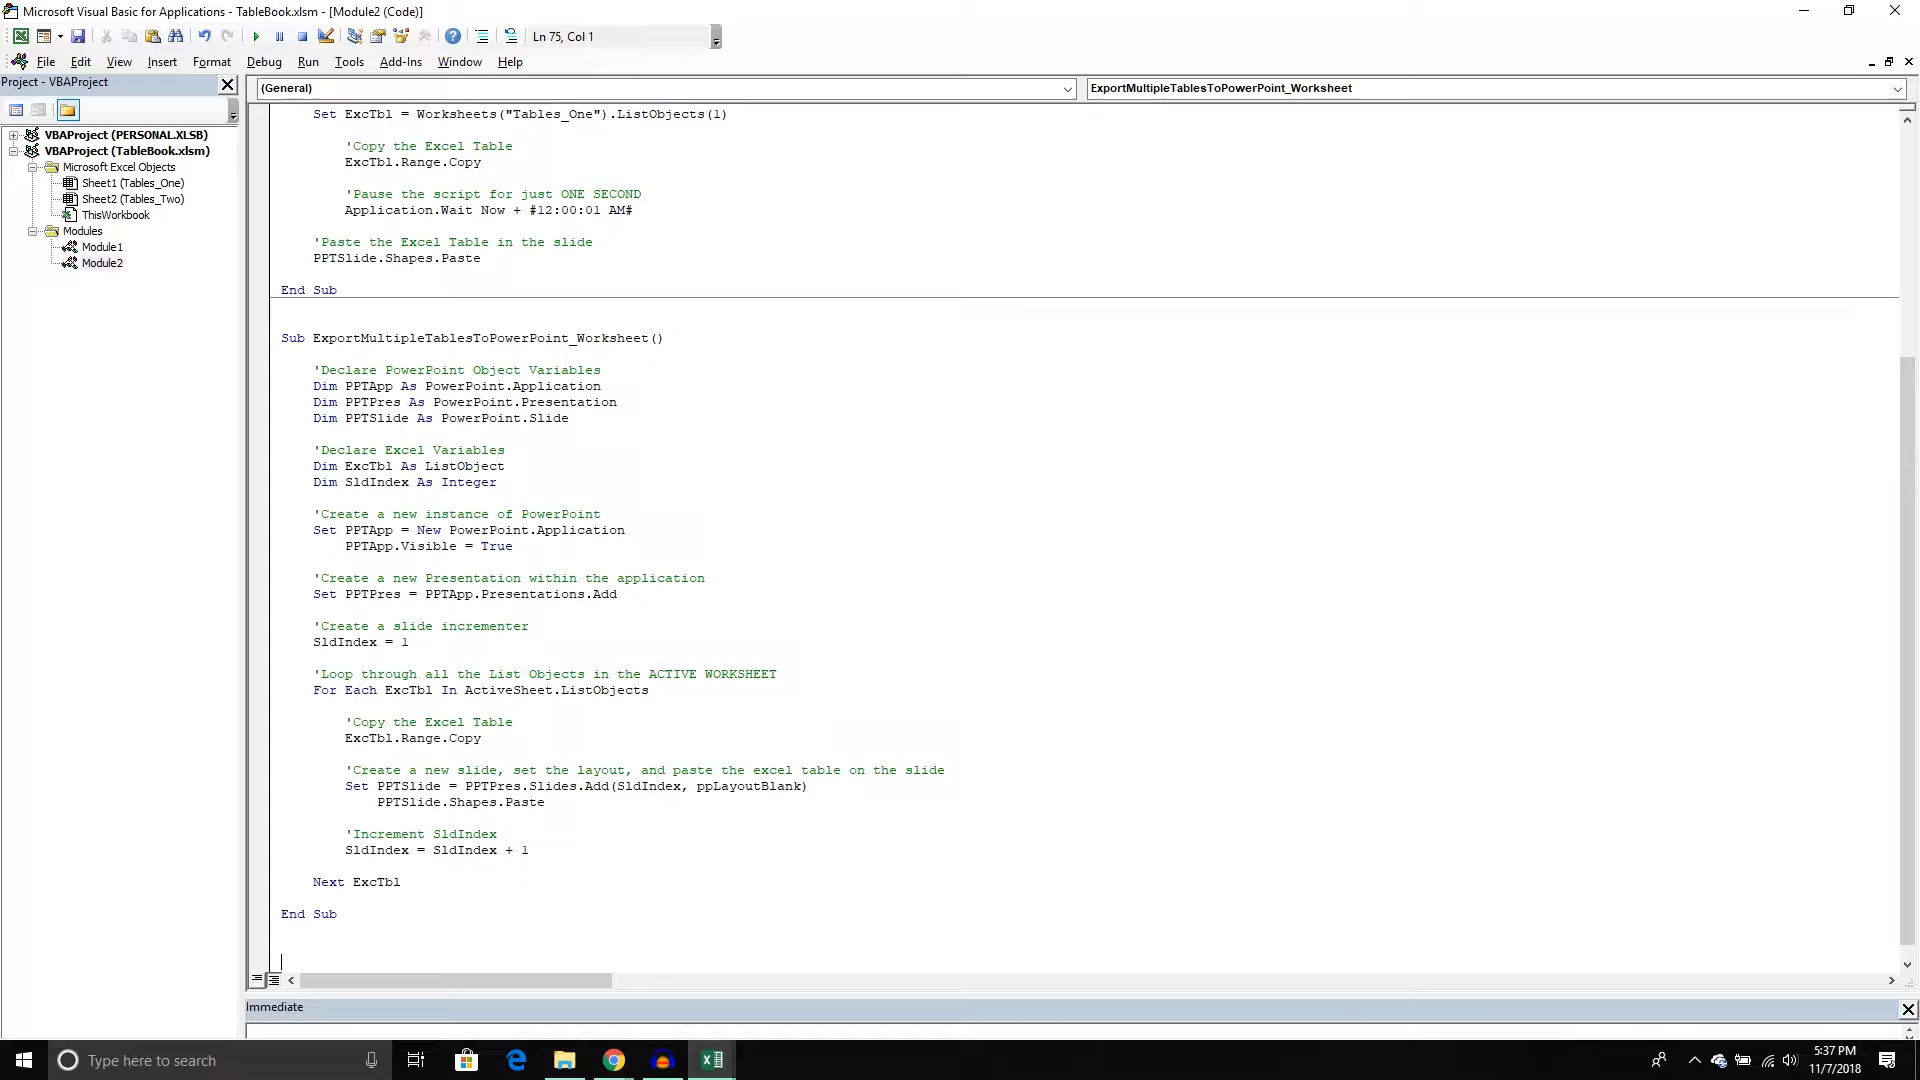 Microsoft Visual Basic for Applications - TableBook.xlsm - [Module2 (Code)]
Ln 75, Col 1
File Edit View Insert Format Debug Run Tools Add-Ins Window Help
Project - VBAProject
(General)
ExportMultipleTablesToPowerPoint_Worksheet
VBAProject (PERSONAL.XLSB)
VBAProject (TableBook.xlsm)
Microsoft Excel Objects
Sheet1 (Tables_One)
Sheet2 (Tables_Two)
ThisWorkbook
Modules
Module1
Module2
Set ExcTbl = Worksheets("Tables_One").ListObjects(1)
'Copy the Excel Table
ExcTbl.Range.Copy
'Pause the script for just ONE SECOND
Application.Wait Now + #12:00:01 AM#
'Paste the Excel Table in the slide
PPTSlide.Shapes.Paste
End Sub
Sub ExportMultipleTablesToPowerPoint_Worksheet()
'Declare PowerPoint Object Variables
Dim PPTApp As PowerPoint.Application
Dim PPTPres As PowerPoint.Presentation
Dim PPTSlide As PowerPoint.Slide
'Declare Excel Variables
Dim ExcTbl As ListObject
Dim SldIndex As Integer
'Create a new instance of PowerPoint
Set PPTApp = New PowerPoint.Application
PPTApp.Visible = True
'Create a new Presentation within the application
Set PPTPres = PPTApp.Presentations.Add
'Create a slide incrementer
SldIndex = 1
'Loop through all the List Objects in the ACTIVE WORKSHEET
For Each ExcTbl In ActiveSheet.ListObjects
'Copy the Excel Table
ExcTbl.Range.Copy
'Create a new slide, set the layout, and paste the excel table on the slide
Set PPTSlide = PPTPres.Slides.Add(SldIndex, ppLayoutBlank)
PPTSlide.Shapes.Paste
'Increment SldIndex
SldIndex = SldIndex + 1
Next ExcTbl
End Sub
Immediate
Type here to search
5:37 PM
11/7/2018